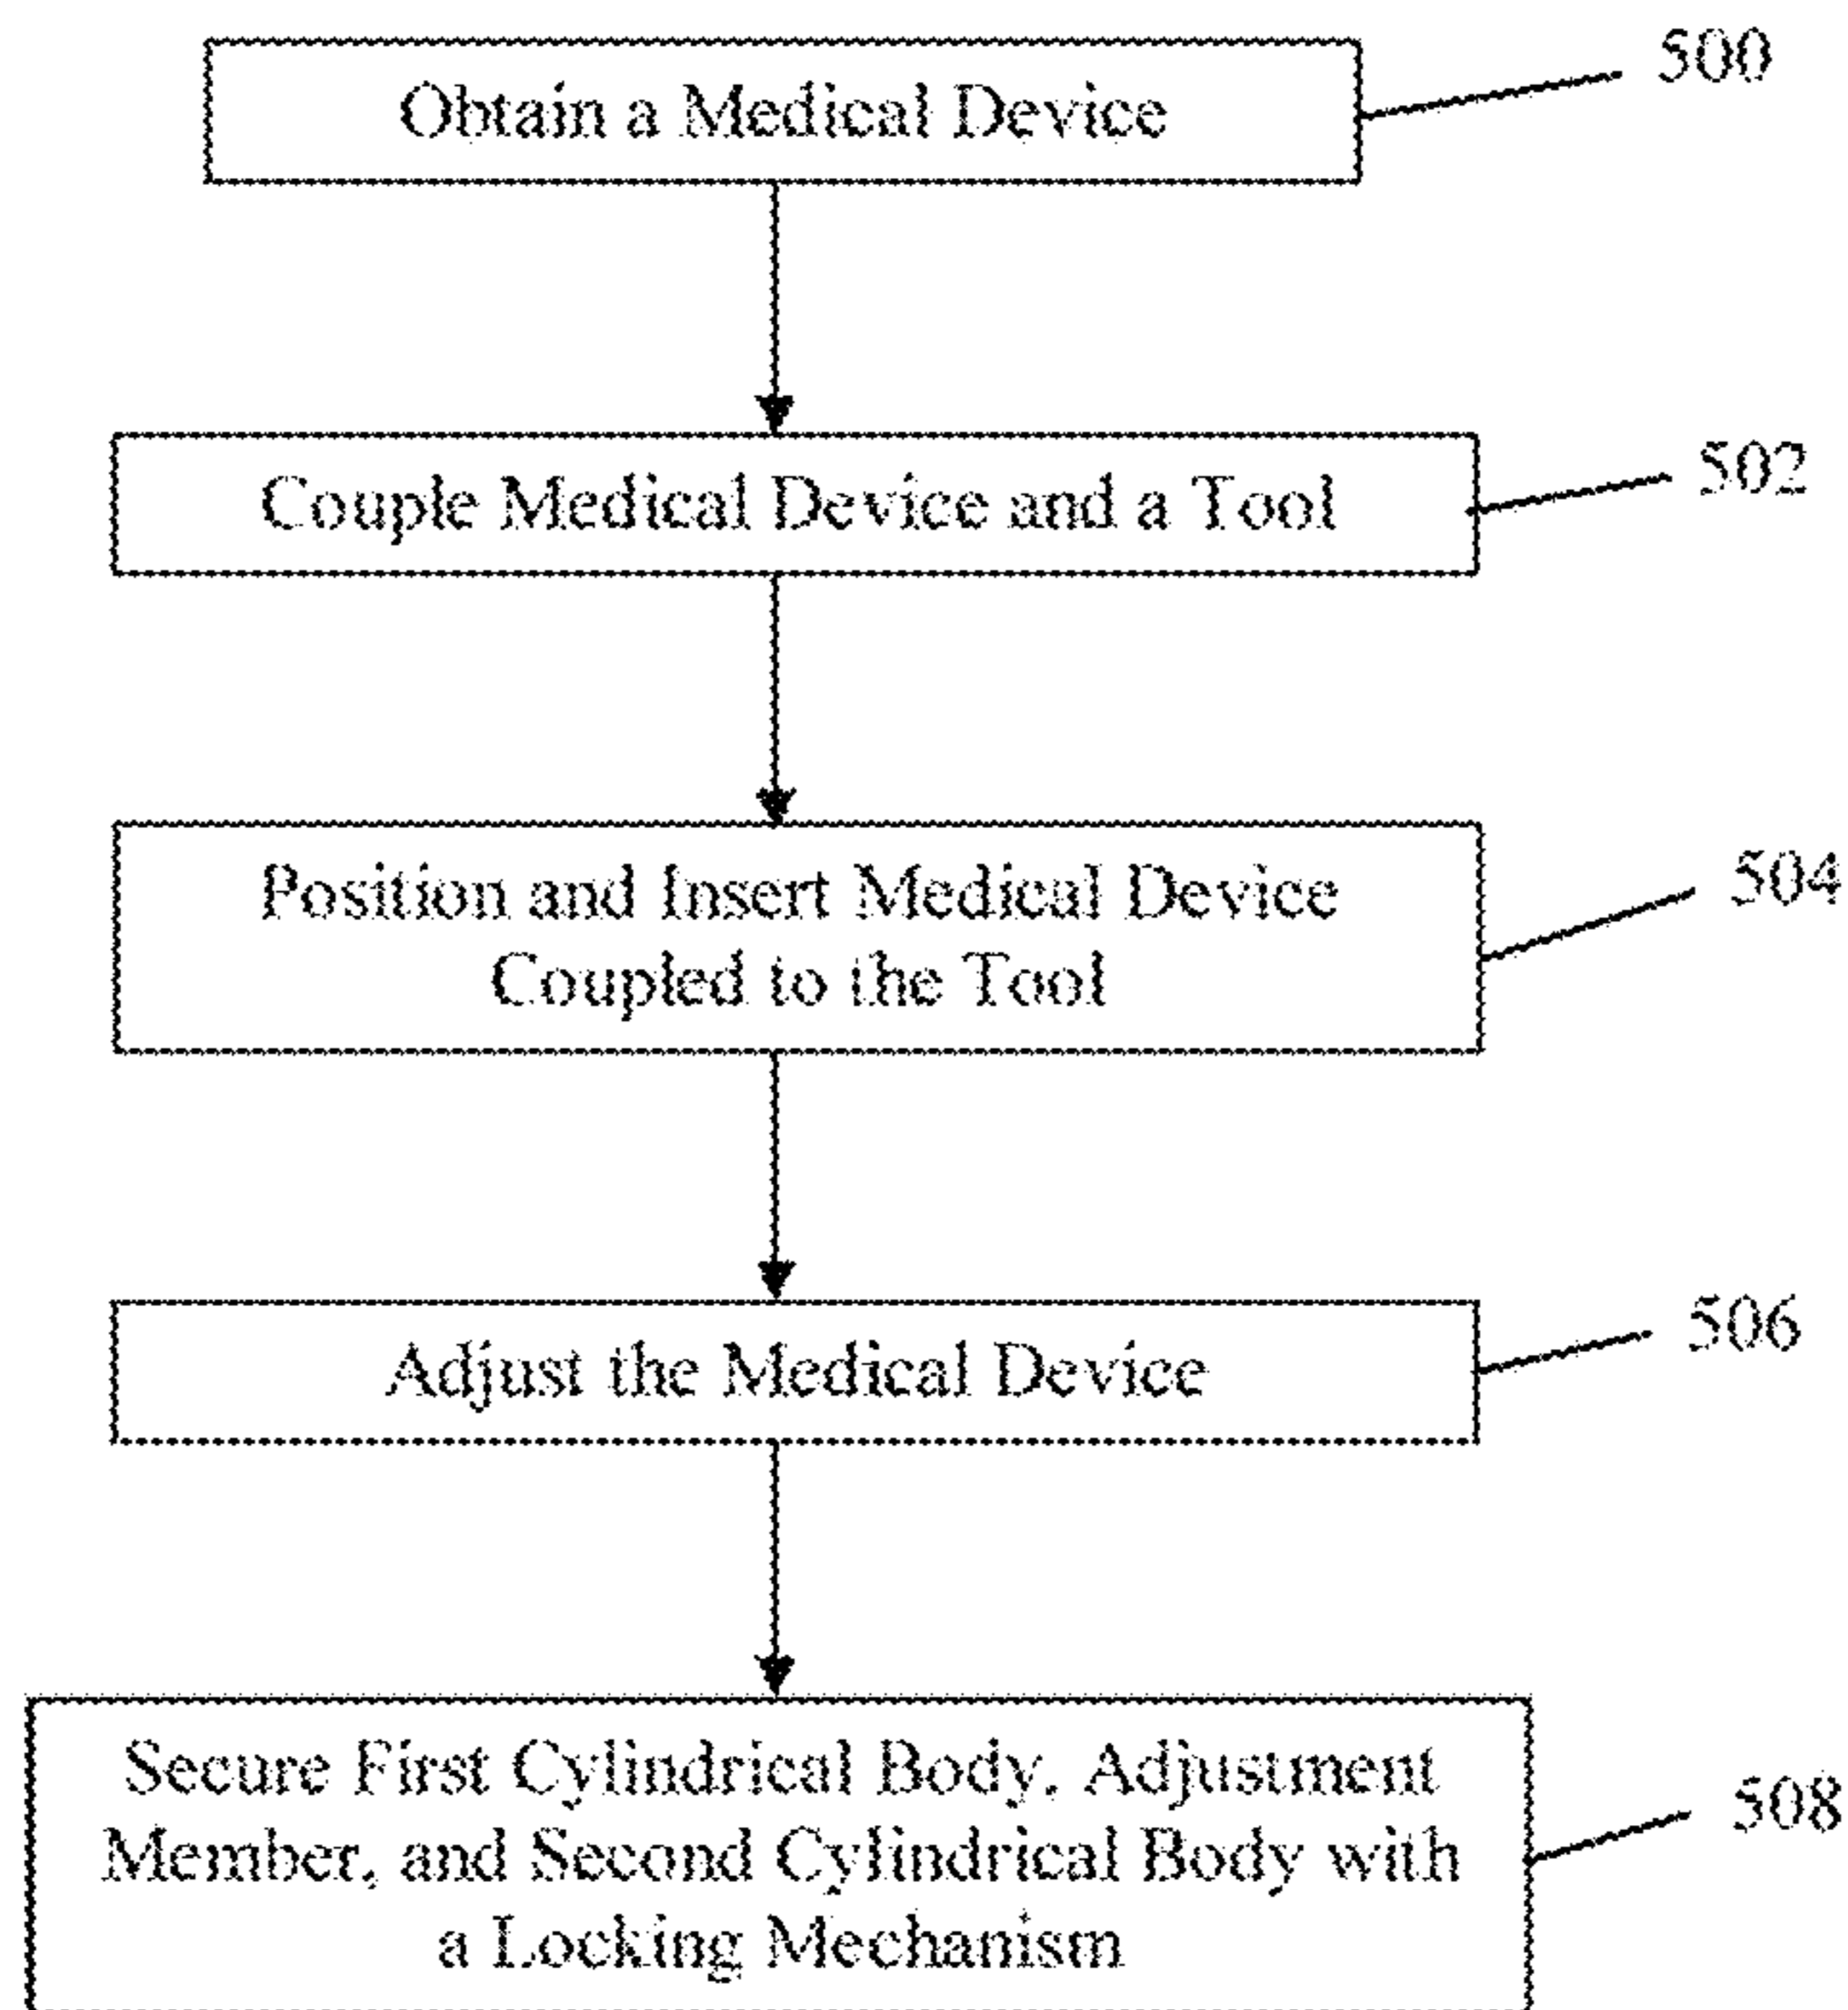 Obtain a Medical Device
500
Couple Medical Device and a Tool
502
Position and Insert Medical Device
Coupled to the Tool
504
Adjust the Medical Device
506
Secure First Cylindrical Body, Adjustment
Member, and Second Cylindrical Body with
a Locking Mechanism
508